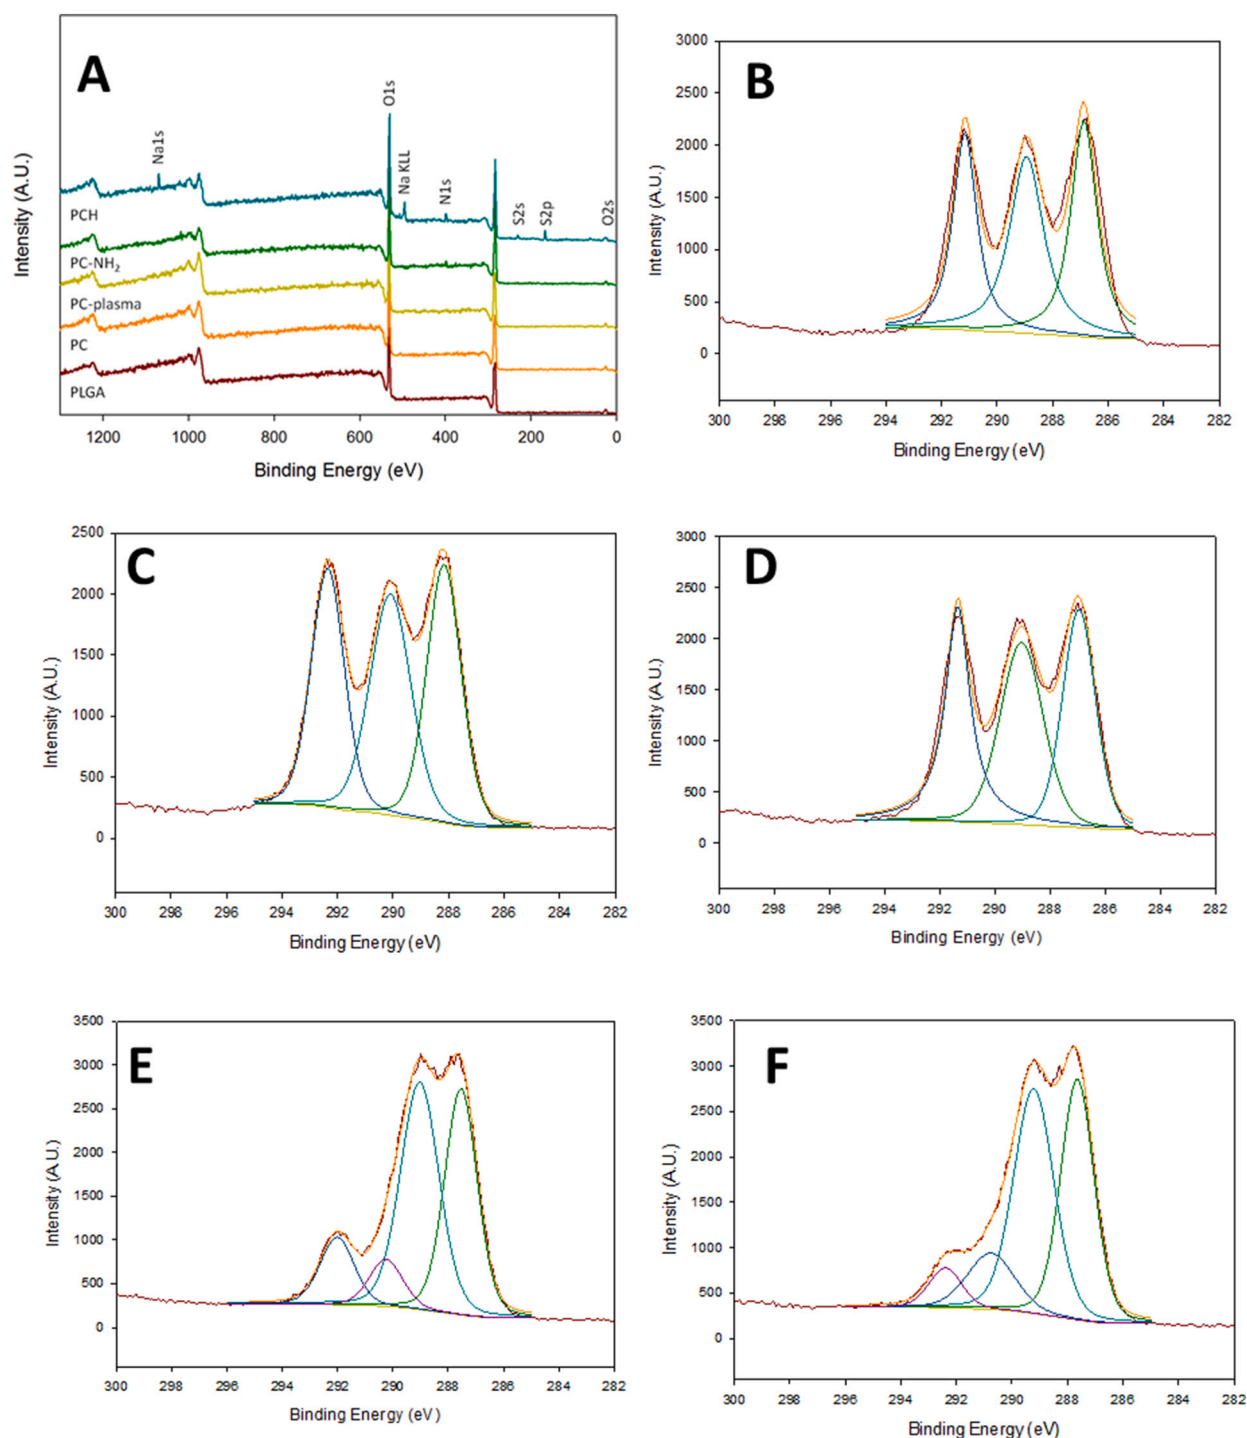 A
Intensity (A.U.)
Na1s
O1s
Na KLL
N1s
S2s
S2p
O2s
PCH
PC-NH₂
PC-plasma
PC
PLGA
1200 1000 800 600 400 200 0
Binding Energy (eV)
B
Intensity (A.U.)
3000
2500
2000
1500
1000
500
0
300 298 296 294 292 290 288 286 284 282
Binding Energy (eV)
C
Intensity (A.U.)
2500
2000
1500
1000
500
0
300 298 296 294 292 290 288 286 284 282
Binding Energy (eV)
D
Intensity (A.U.)
3000
2500
2000
1500
1000
500
0
300 298 296 294 292 290 288 286 284 282
Binding Energy (eV)
E
Intensity (A.U.)
3500
3000
2500
2000
1500
1000
500
0
300 298 296 294 292 290 288 286 284 282
Binding Energy (eV)
F
Intensity (A.U.)
3500
3000
2500
2000
1500
1000
500
0
300 298 296 294 292 290 288 286 284 282
Binding Energy (eV)